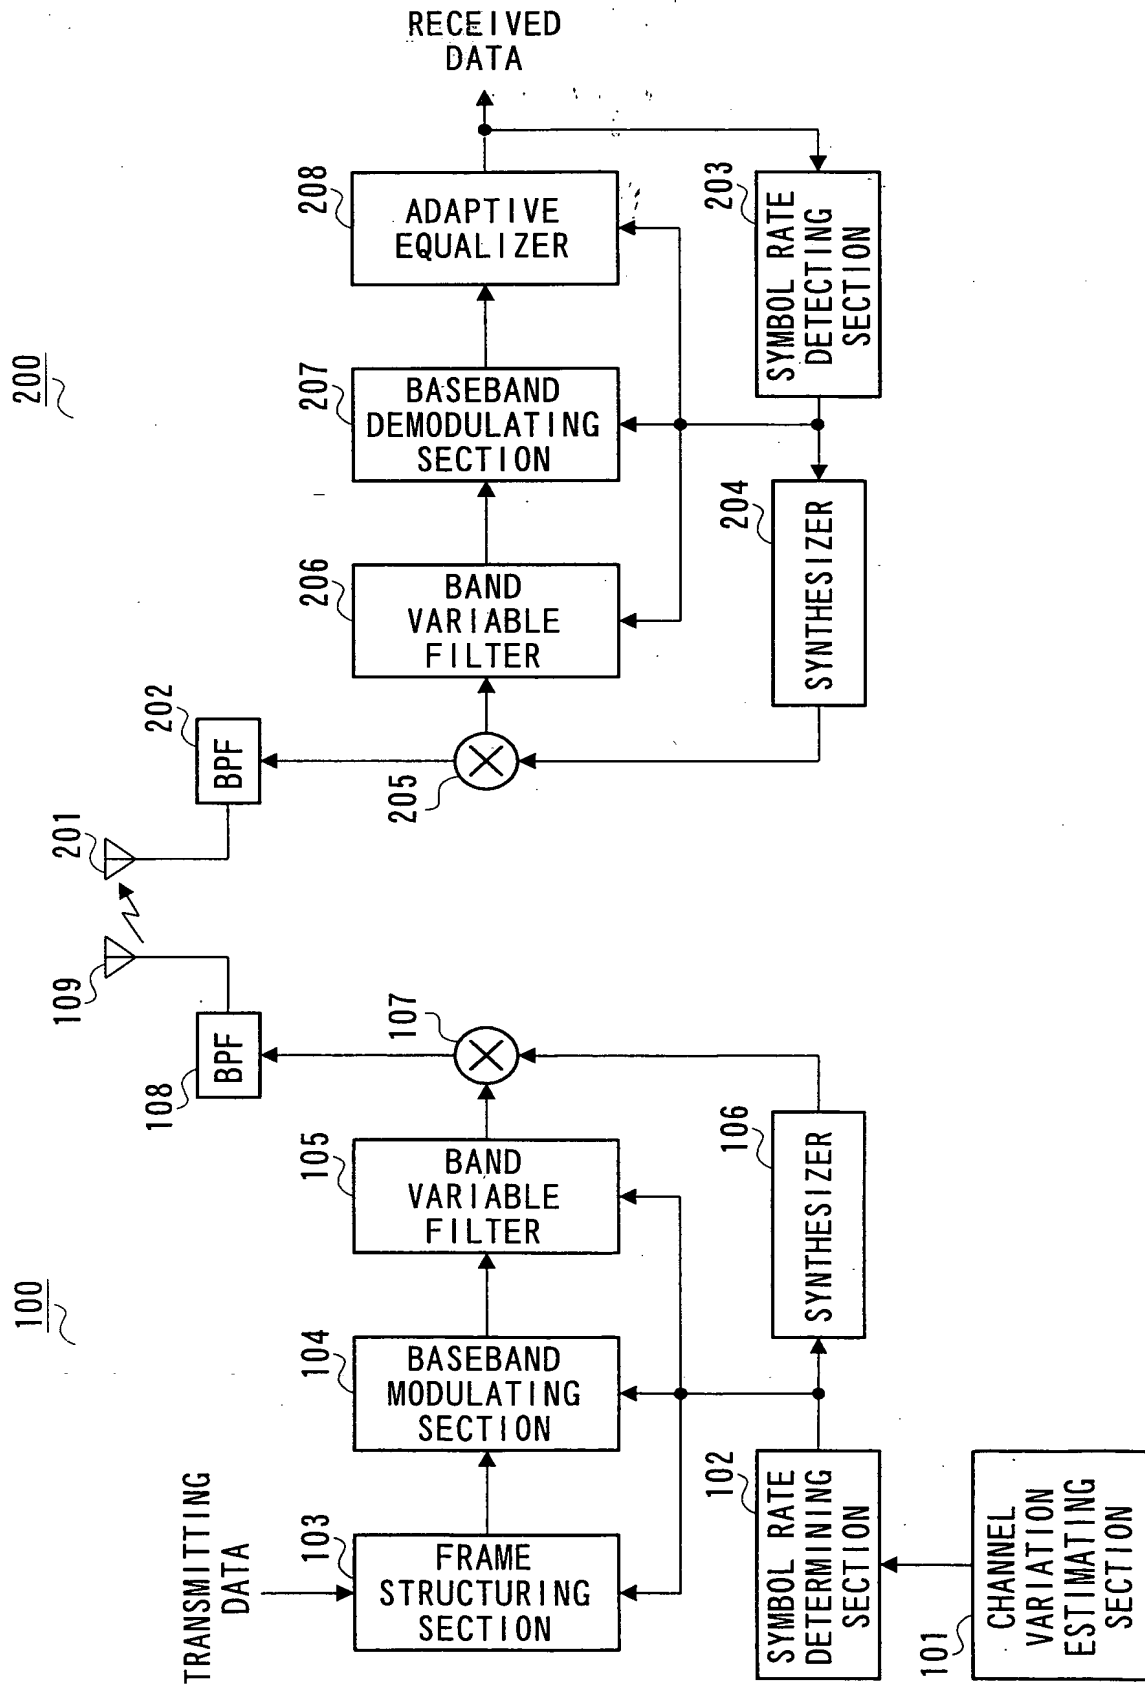 100
TRANSMITTING
DATA
103
FRAME
STRUCTURING
SECTION
104
BASEBAND
MODULATING
SECTION
105
BAND
VARIABLE
FILTER
107
108
BPF
109
101
CHANNEL
VARIATION
ESTIMATING
SECTION
102
SYMBOL RATE
DETERMINING
SECTION
106
SYNTHESIZER
200
201
202
BPF
205
206
BAND
VARIABLE
FILTER
207
BASEBAND
DEMODULATING
SECTION
208
ADAPTIVE
EQUALIZER
RECEIVED
DATA
204
SYNTHESIZER
203
SYMBOL RATE
DETECTING
SECTION